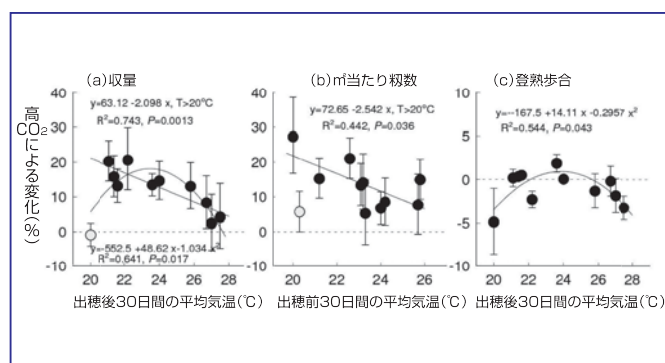 (a)収量
(b)㎡当たり籾数
(c)登熟歩合
高CO2による変化(%)
y=63.12 -2.098 x, T>20℃
R²=0.743, P=0.0013
y=-552.5 +48.62 x-1.034 x²
R²=0.641, P=0.017
y=72.65 -2.542 x, T>20℃
R²=0.442, P=0.036
y=-167.5 + 14.11 x -0.2957 x²
R²=0.544, P=0.043
40
30
20
10
0
-10
20 22 24 26 28
出穂後30日間の平均気温(℃)
40
30
20
10
0
-10
20 22 24 26
出穂前30日間の平均気温(℃)
10
5
0
-5
-10
20 22 24 26 28
出穂後30日間の平均気温(℃)